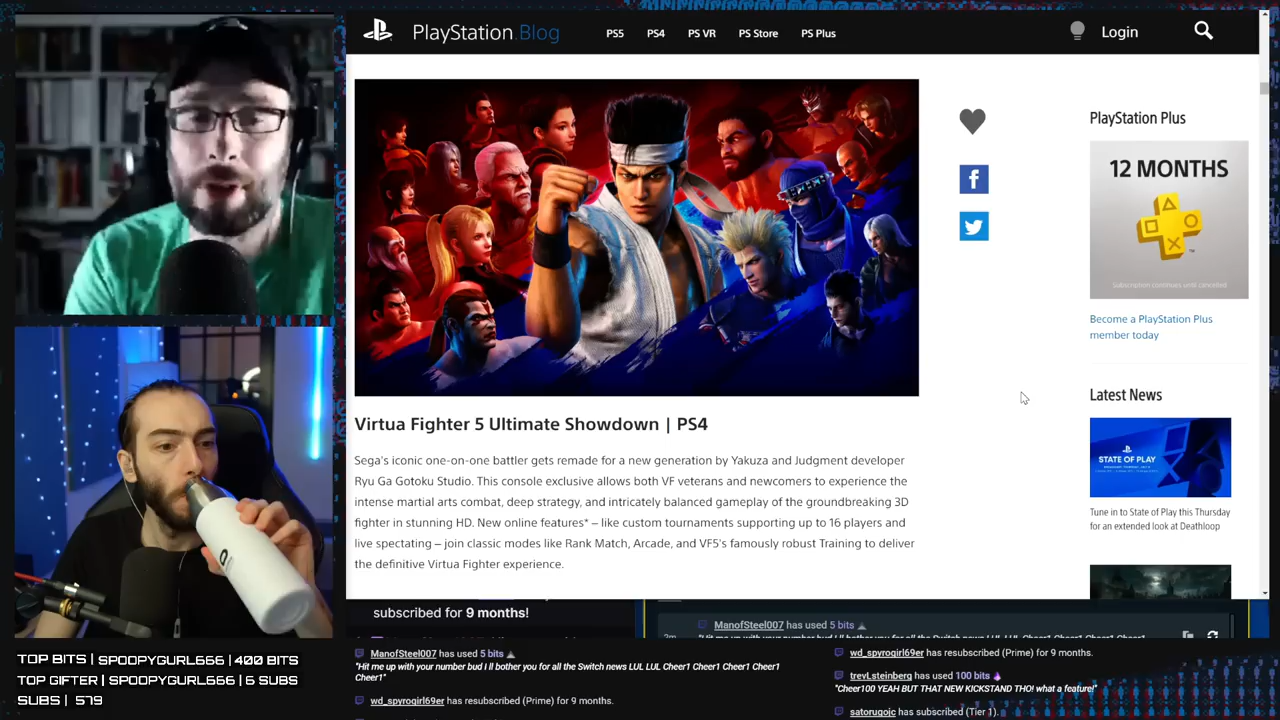 PlayStation.Blog
PS5 PS4 PS VR PS Store PS Plus
Login
PlayStation Plus
12 MONTHS
Subscription continues until cancelled.
Become a PlayStation Plus
member today
Latest News
STATE OF PLAY
Tune in to State of Play this Thursday
for an extended look at Deathloop
Virtua Fighter 5 Ultimate Showdown | PS4
Sega's iconic one-on-one battler gets remade for a new generation by Yakuza and Judgment developer
Ryu Ga Gotoku Studio. This console exclusive allows both VF veterans and newcomers to experience the
intense martial arts combat, deep strategy, and intricately balanced gameplay of the groundbreaking 3D
fighter in stunning HD. New online features* – like custom tournaments supporting up to 16 players and
live spectating – join classic modes like Rank Match, Arcade, and VF5's famously robust Training to deliver
the definitive Virtua Fighter experience.
subscribed for 9 months!
ManofSteel007 has used 5 bits
ManofSteel007 has used 5 bits
"Hit me up with your number bud I ll bother you for all the Switch news LUL LUL Cheer1 Cheer1 Cheer1 Cheer1
Cheer1"
wd_spyrogirl69er has resubscribed (Prime) for 9 months.
wd_spyrogirl69er has resubscribed (Prime) for 9 months.
trevLsteinberg has used 100 bits
"Cheer100 YEAH BUT THAT NEW KICKSTAND THO! what a feature!"
satorugojc has subscribed (Tier 1).
TOP BITS | SPOOPYGURL666 | 400 BITS
TOP GIFTER | SPOOPYGURL666 | 6 SUBS
SUBS | 579